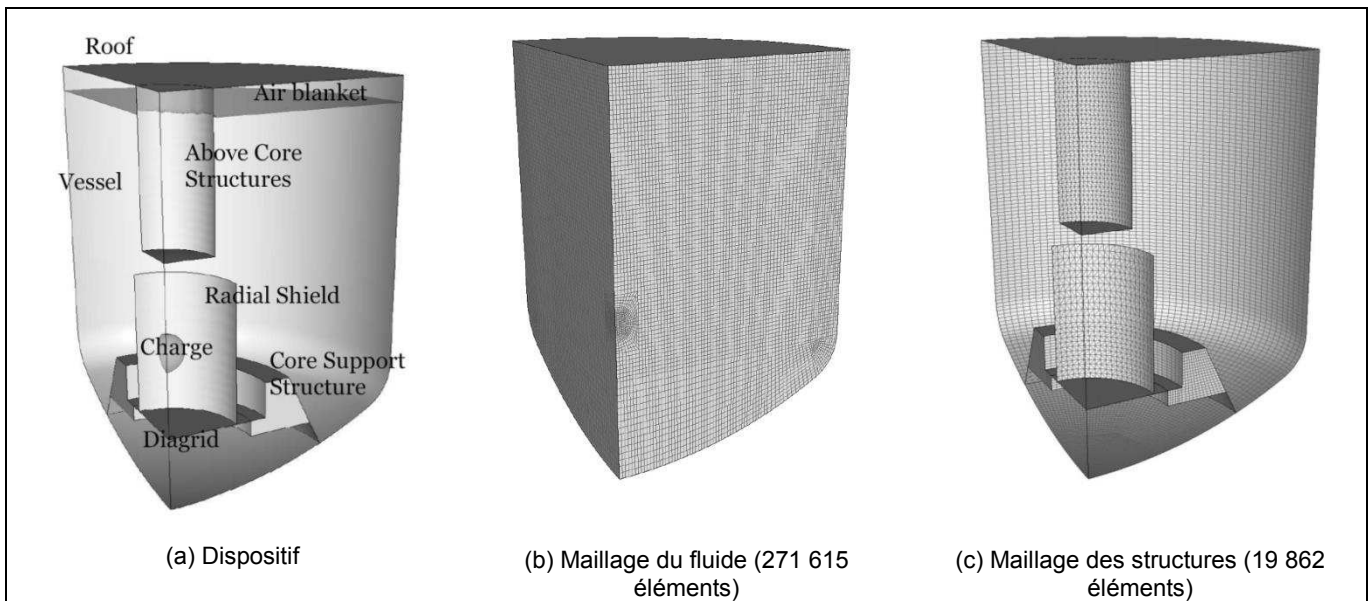 Roof
Air blanket
Above Core
Structures
Vessel
Radial Shield
Charge
Core Support
Structure
Diagrid
(a) Dispositif
(b) Maillage du fluide (271 615
éléments)
(c) Maillage des structures (19 862
éléments)